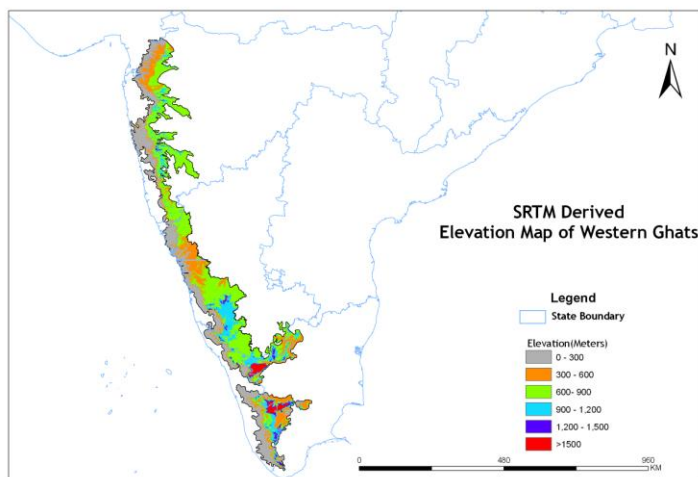 N
SRTM Derived
Elevation Map of Western Ghats
Legend
State Boundary
Elevation(Meters)
0 - 300
300 - 600
600- 900
900 - 1,200
1,200 - 1,500
>1500
0 480 960
KM